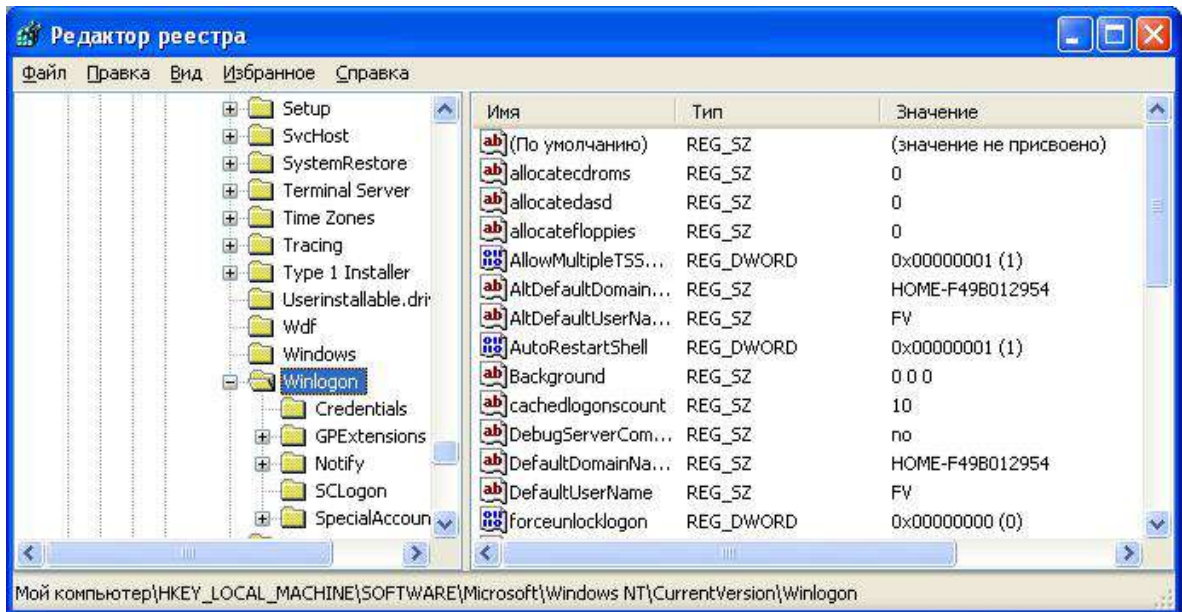 Редактор реестра
Файл Правка Вид Избранное Справка
Setup
SvcHost
SystemRestore
Terminal Server
Time Zones
Tracing
Type 1 Installer
Userinstallable.dri
Wdf
Windows
Winlogon
Credentials
GPExtensions
Notify
SCLogon
SpecialAccoun
Имя Тип Значение
(По умолчанию) REG_SZ (значение не присвоено)
allocatecdroms REG_SZ 0
allocatedasd REG_SZ 0
allocatefloppies REG_SZ 0
AllowMultipleTSS... REG_DWORD 0x00000001 (1)
AltDefaultDomain... REG_SZ HOME-F49B012954
AltDefaultUserNa... REG_SZ FV
AutoRestartShell REG_DWORD 0x00000001 (1)
Background REG_SZ 0 0 0
cachedlogonscount REG_SZ 10
DebugServerCom... REG_SZ no
DefaultDomainNa... REG_SZ HOME-F49B012954
DefaultUserName REG_SZ FV
forceunlocklogon REG_DWORD 0x00000000 (0)
Мой компьютер\HKEY_LOCAL_MACHINE\SOFTWARE\Microsoft\Windows NT\CurrentVersion\Winlogon